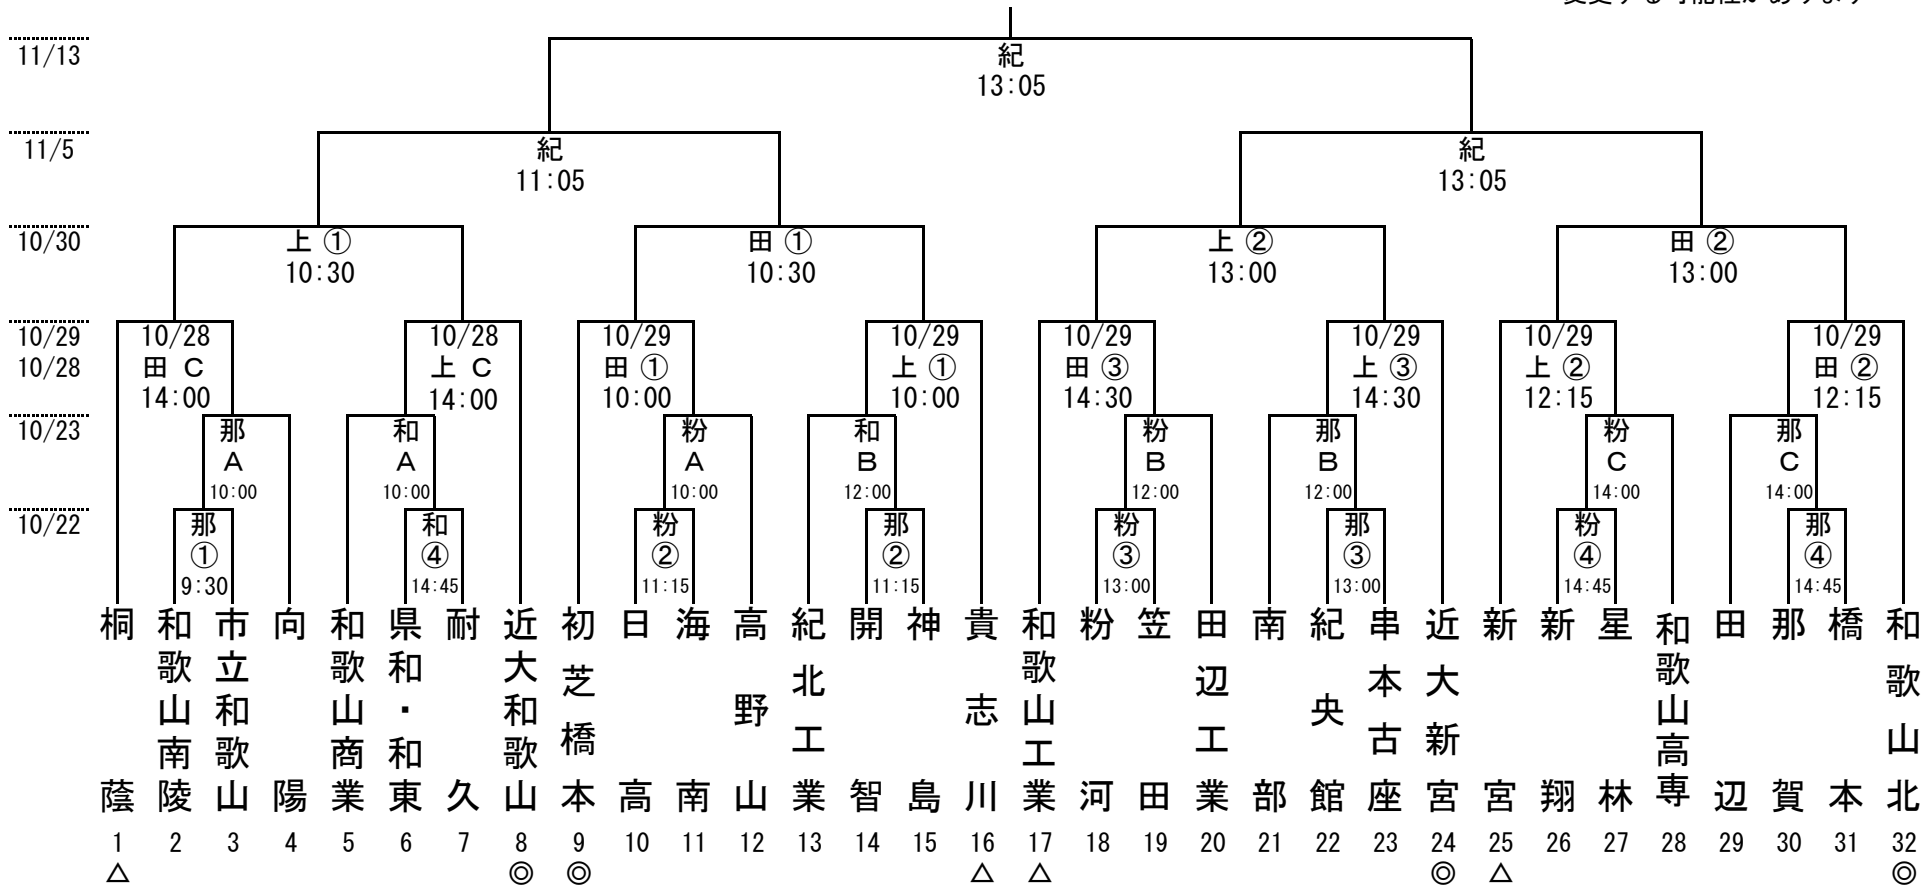 変更する可能性があります
11/13
紀
13:05
11/5
紀
11:05
紀
13:05
10/30
上 ①
10:30
田 ①
10:30
上 ②
13:00
田 ②
13:00
10/29
10/28
10/28
田 C
14:00
10/28
上 C
14:00
10/29
田 ①
10:00
10/29
上 ①
10:00
10/29
田 ③
14:30
10/29
上 ③
14:30
10/29
上 ②
12:15
10/29
田 ②
12:15
10/23
那
A
10:00
和
A
10:00
粉
A
10:00
和
B
12:00
粉
B
12:00
那
B
12:00
粉
C
14:00
那
C
14:00
10/22
那
①
9:30
和
④
14:45
粉
②
11:15
那
②
11:15
粉
③
13:00
那
③
13:00
粉
④
14:45
那
④
14:45
桐蔭
和歌山南陵
市立和歌山
向陽
和歌山商業
県和・和東
耐久
近大和歌山
初芝橋本
日高
海南
高野山
紀北工業
開智
神島
貴志川
和歌山工業
粉河
笠田
田辺工業
南部
紀央館
串本古座
近大新宮
新宮
新翔
星林
和歌山高専
田辺
那賀
橋本
和歌山北
1 2 3 4 5 6 7 8 9 10 11 12 13 14 15 16 17 18 19 20 21 22 23 24 25 26 27 28 29 30 31 32
△ ◎ ◎ △ △ ◎ △ ◎